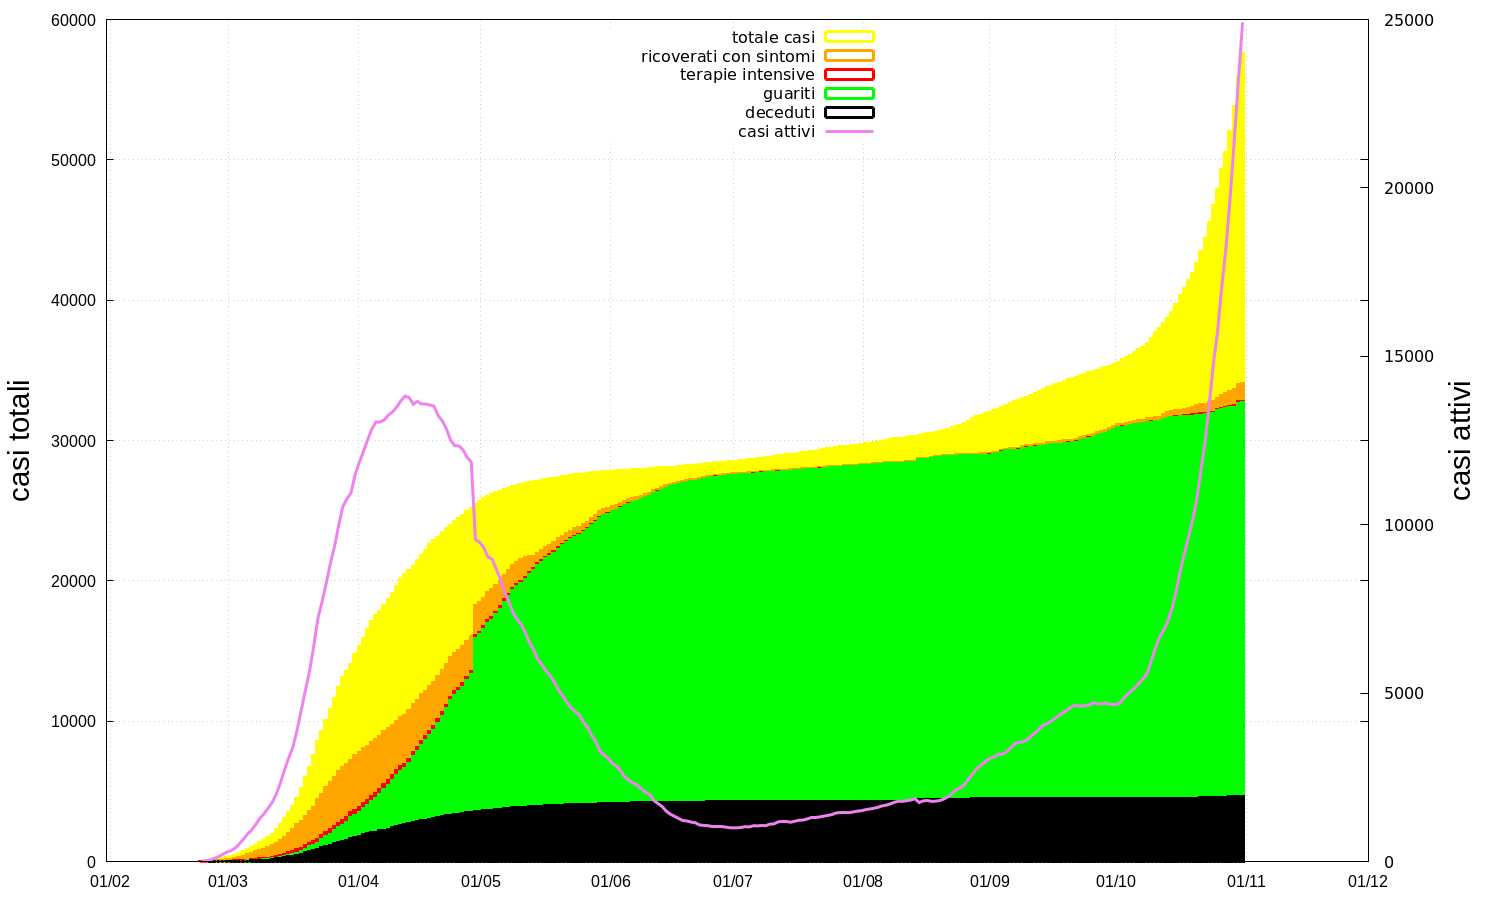 60000
50000
40000
30000
20000
10000
0
casi totali
totale casi
ricoverati con sintomi
terapie intensive
guariti
deceduti
casi attivi
25000
20000
15000
10000
5000
0
casi attivi
01/02 01/03 01/04 01/05 01/06 01/07 01/08 01/09 01/10 01/11 01/12